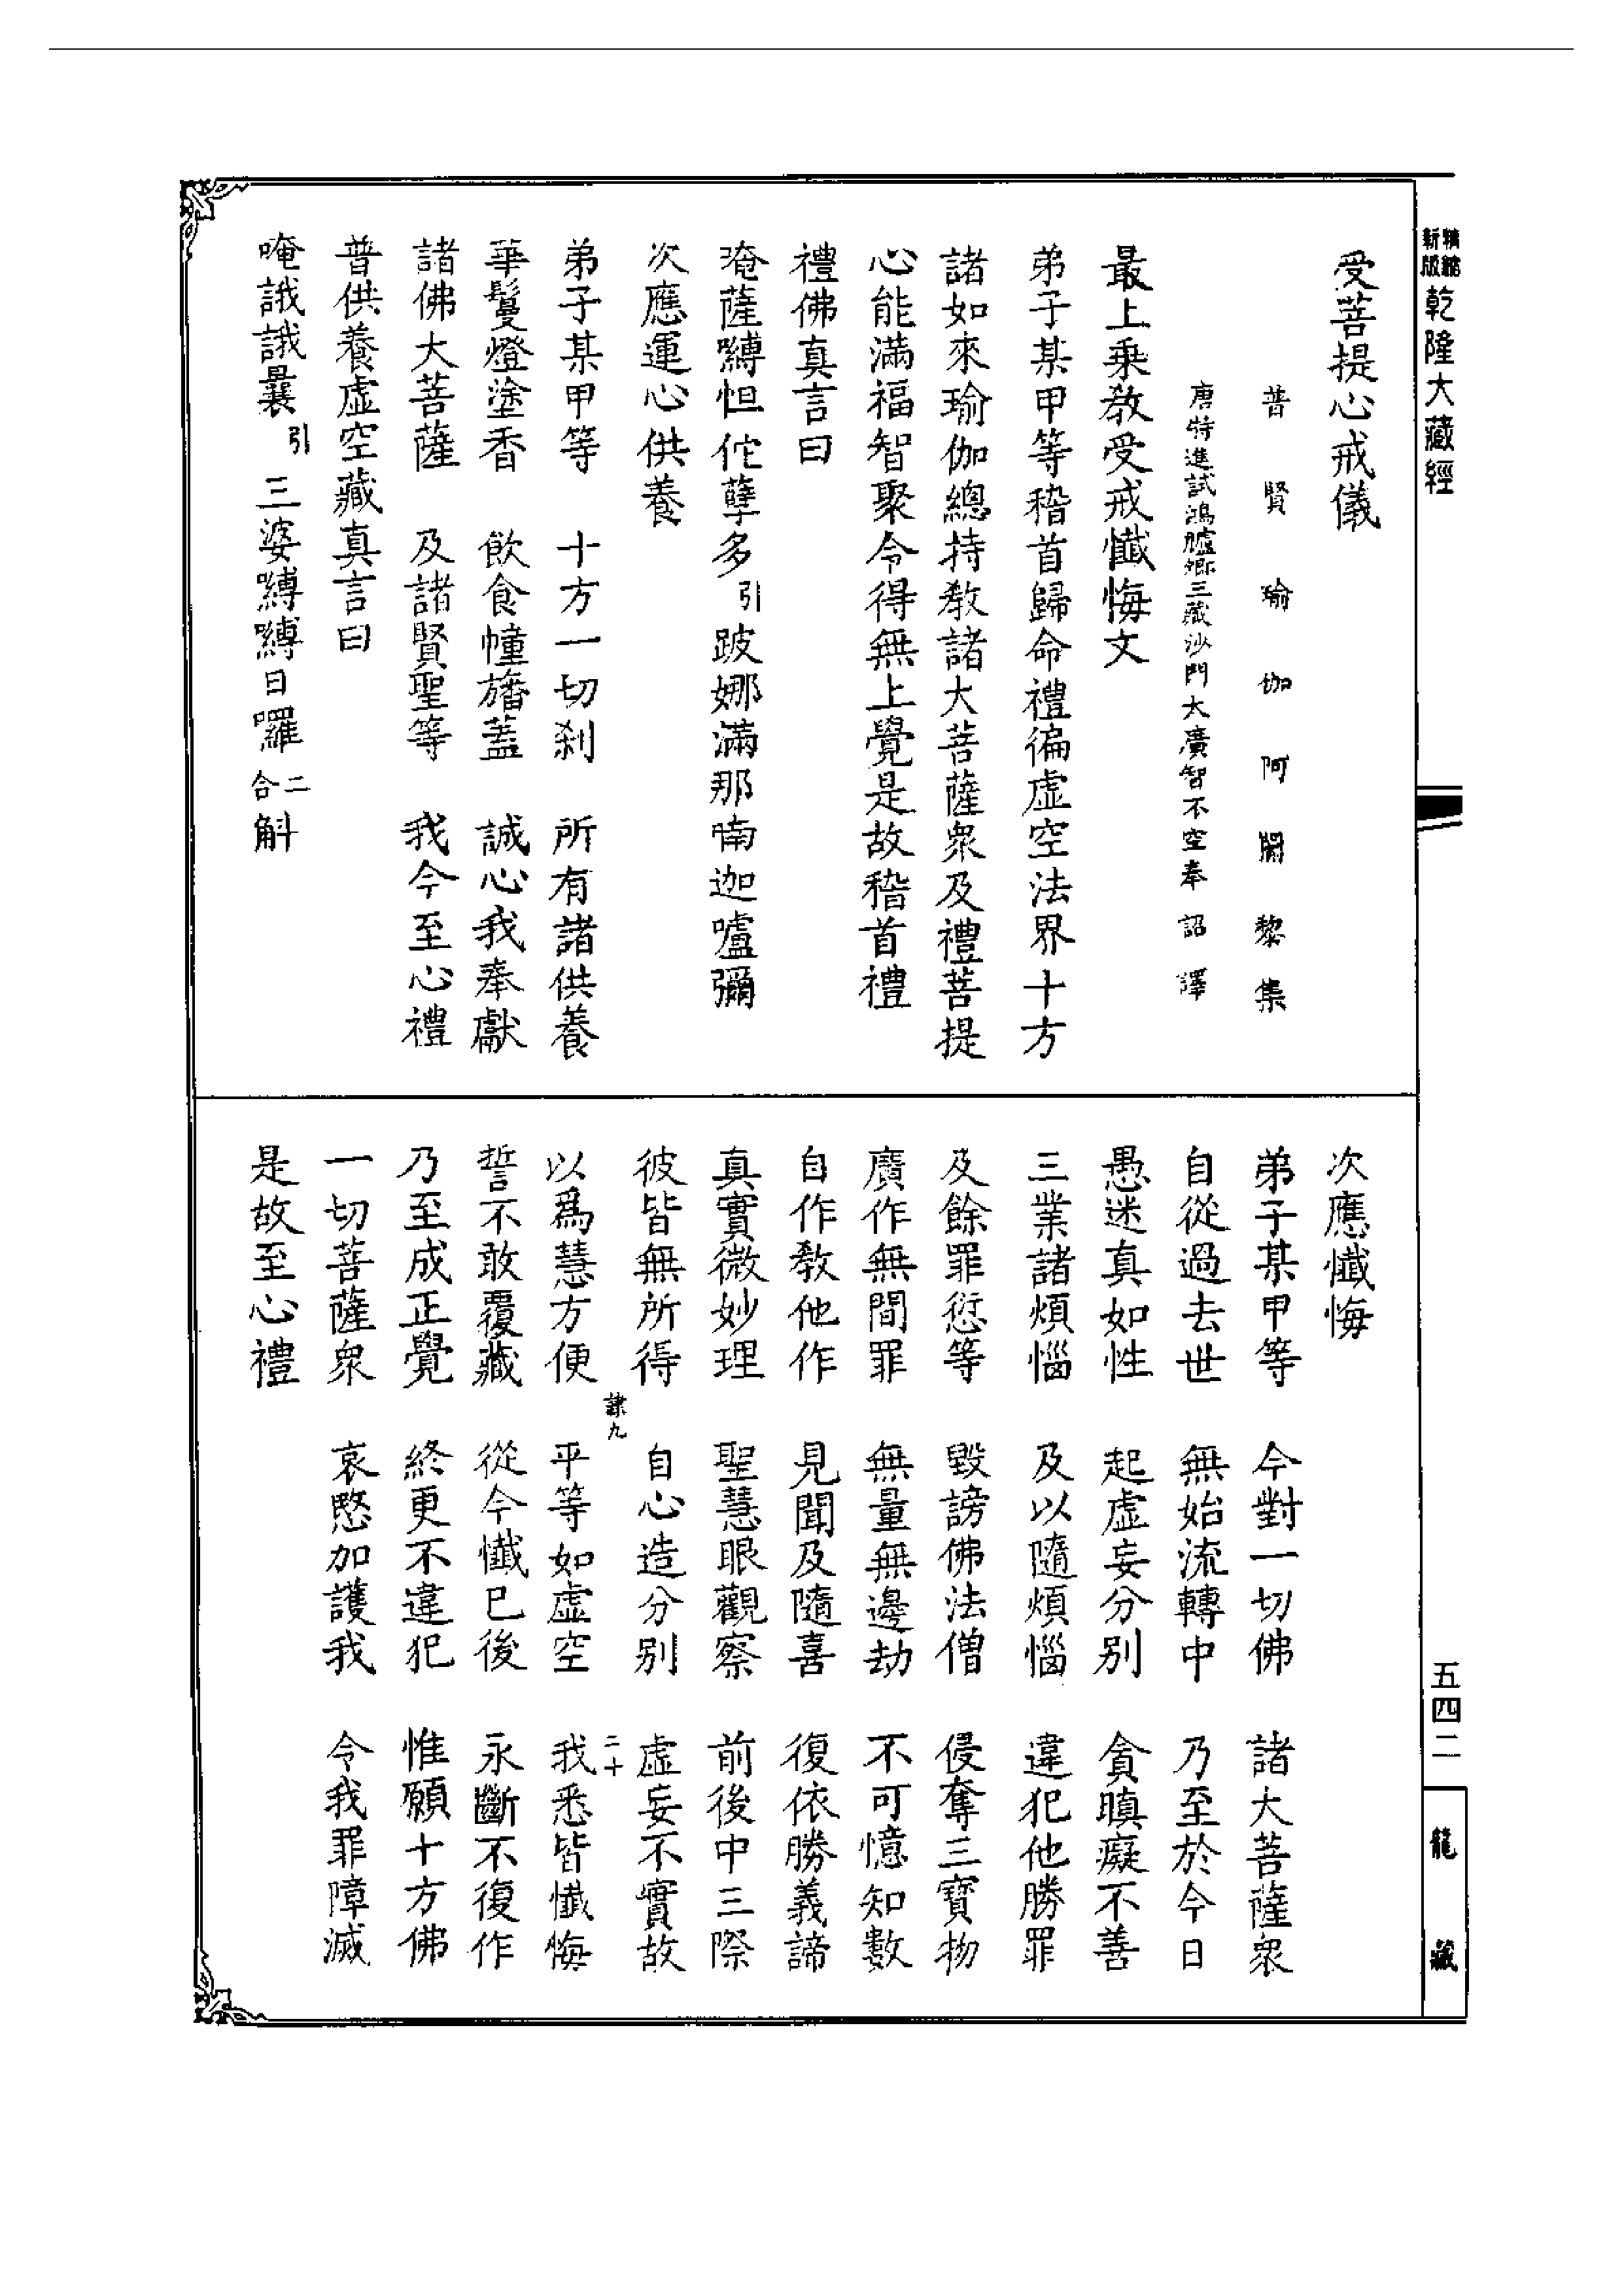 精縮新版乾隆大藏經
受菩提心戒儀
普賢瑜伽阿闍黎集
唐特進試鴻臚卿三藏沙門大廣智不空奉 詔譯
最上乘教受戒懺悔文
弟子某甲等稽首歸命禮徧虛空法界十方
諸如來瑜伽總持教諸大菩薩衆及禮菩提
心能滿福智聚令得無上覺是故稽首禮
禮佛真言曰
唵薩嚩怛佗孽多引跛娜滿那喃迦嚧彌
次應運心供養
弟子某甲等 十方一切刹 所有諸供養
華鬘燈塗香 飲食幢旛蓋 誠心我奉獻
諸佛大菩薩 及諸賢聖等 我今至心禮
普供養虛空藏真言曰
唵誐誐曩引三婆嚩嚩日囉二合斛
次應懺悔
弟子某甲等 今對一切佛 諸大菩薩衆
自從過去世 無始流轉中 乃至於今日
愚迷真如性 起虛妄分別 貪瞋癡不善
三業諸煩惱 及以隨煩惱 違犯他勝罪
及餘罪愆等 毀謗佛法僧 侵奪三寶物
廣作無間罪 無量無邊劫 不可憶知數
自作教他作 見聞及隨喜 復依勝義諦
真實微妙理 聖慧眼觀察 前後中三際
彼皆無所得 自心造分別 虛妄不實故
隷九 二十
以爲慧方便 平等如虛空 我悉皆懺悔
誓不敢覆藏 從今懺已後 永斷不復作
乃至成正覺 終更不違犯 惟願十方佛
一切菩薩衆 哀愍加護我 令我罪障滅
是故至心禮
五四二
龍藏